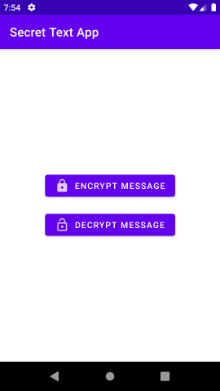 7:54
Secret Text App
ENCRYPT MESSAGE
DECRYPT MESSAGE